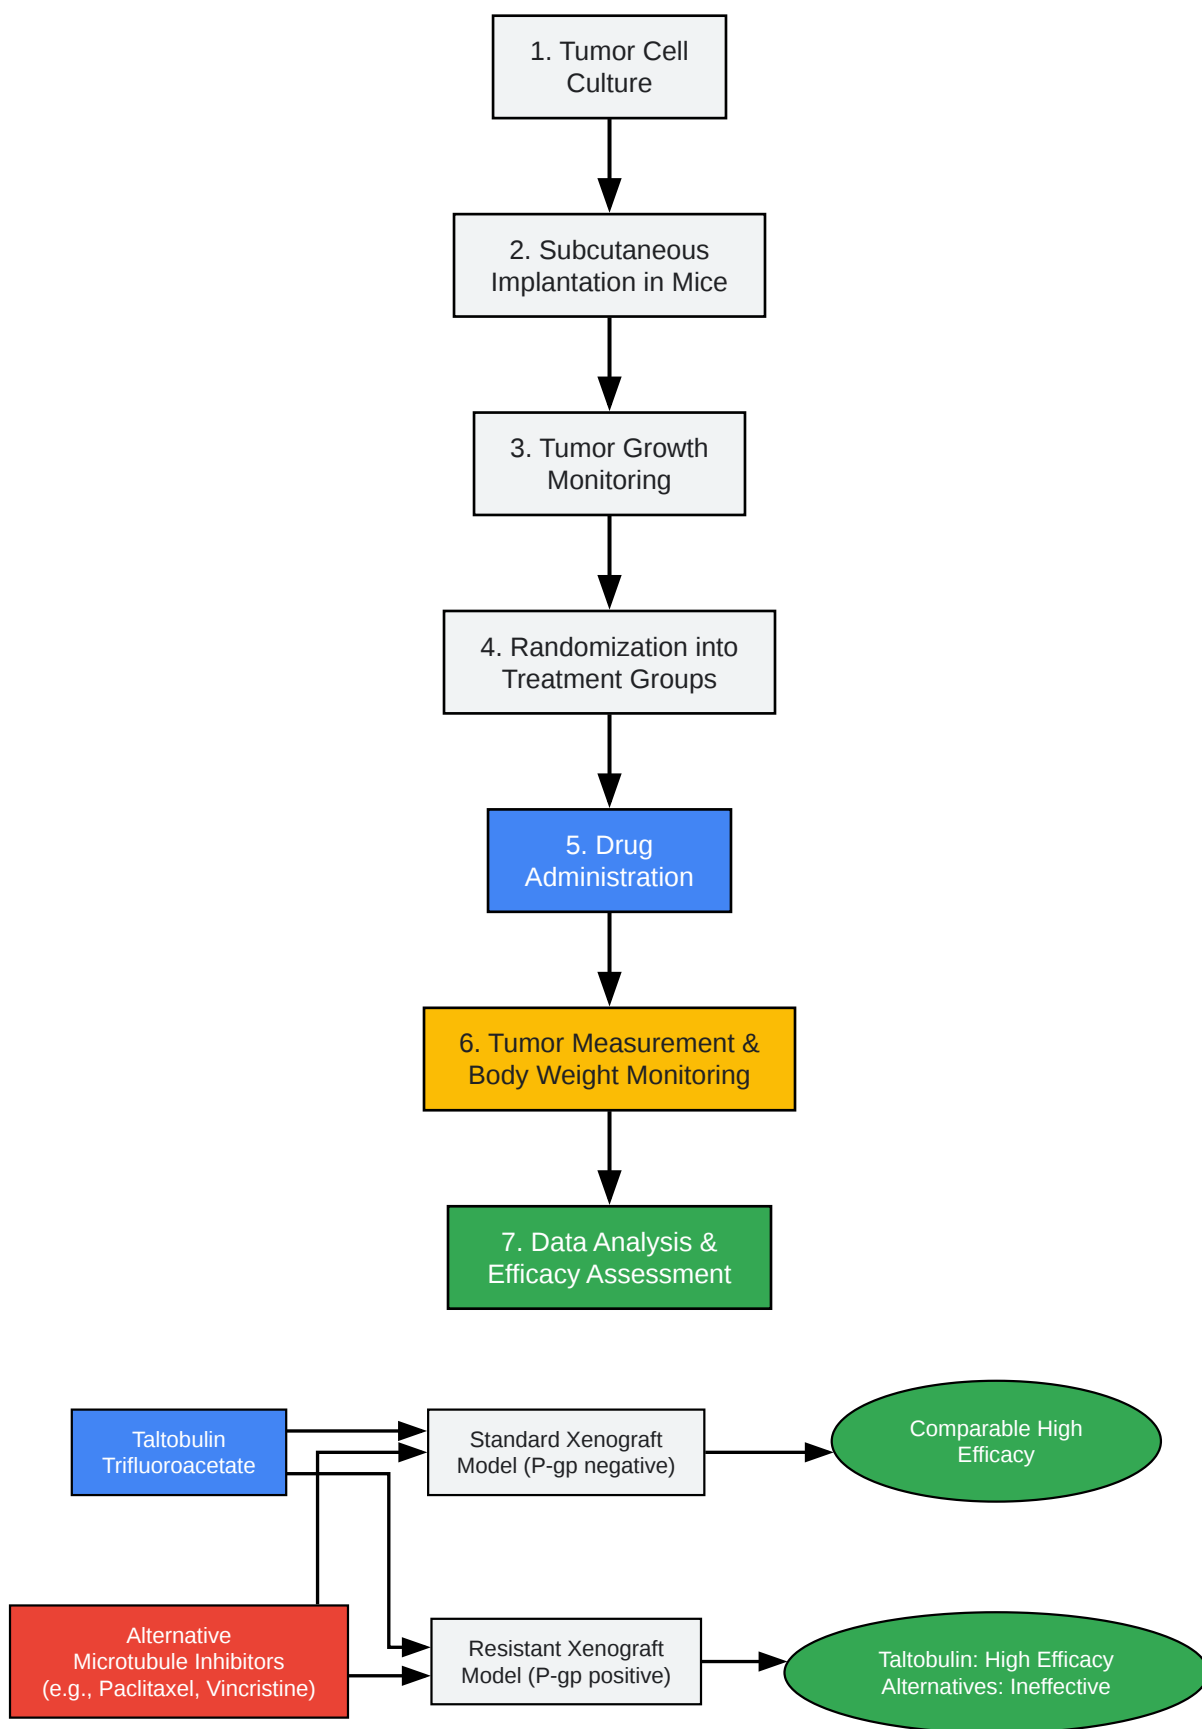 1. Tumor Cell
Culture
2. Subcutaneous
Implantation in Mice
3. Tumor Growth
Monitoring
4. Randomization into
Treatment Groups
5. Drug
Administration
6. Tumor Measurement &
Body Weight Monitoring
7. Data Analysis &
Efficacy Assessment
Taltobulin
Trifluoroacetate
Standard Xenograft
Model (P-gp negative)
Comparable High
Efficacy
Alternative
Microtubule Inhibitors
(e.g., Paclitaxel, Vincristine)
Resistant Xenograft
Model (P-gp positive)
Taltobulin: High Efficacy
Alternatives: Ineffective